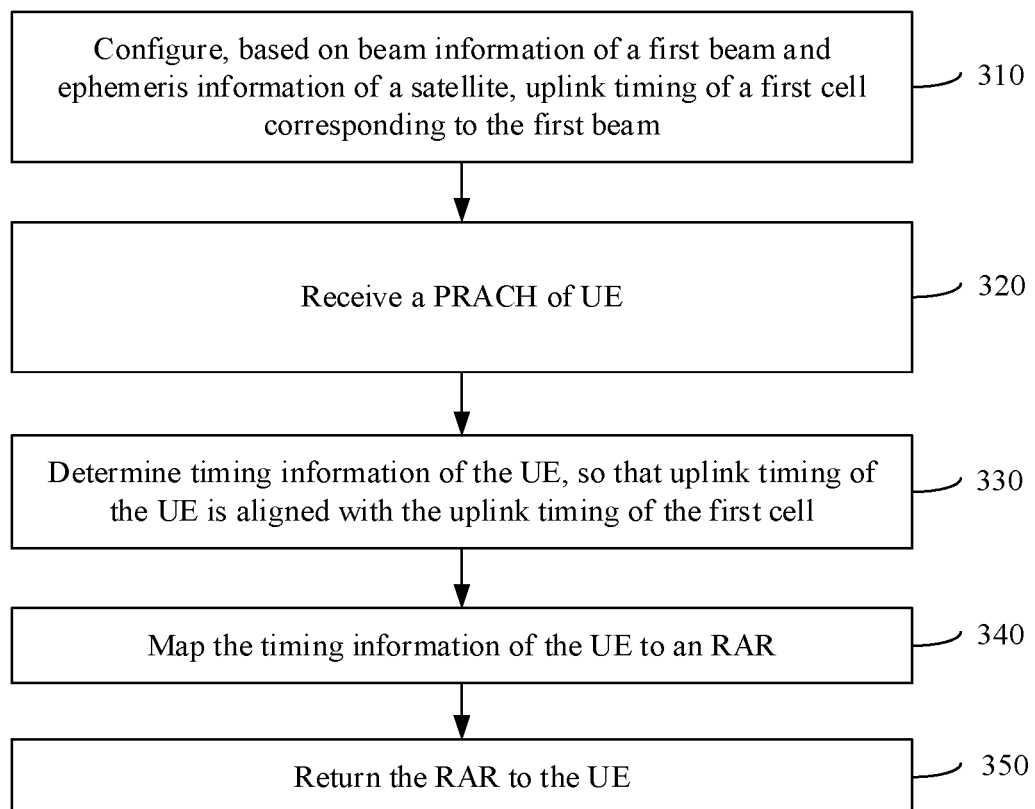 Configure, based on beam information of a first beam and
ephemeris information of a satellite, uplink timing of a first cell
corresponding to the first beam
310
Receive a PRACH of UE
320
Determine timing information of the UE, so that uplink timing of
the UE is aligned with the uplink timing of the first cell
330
Map the timing information of the UE to an RAR
340
Return the RAR to the UE
350